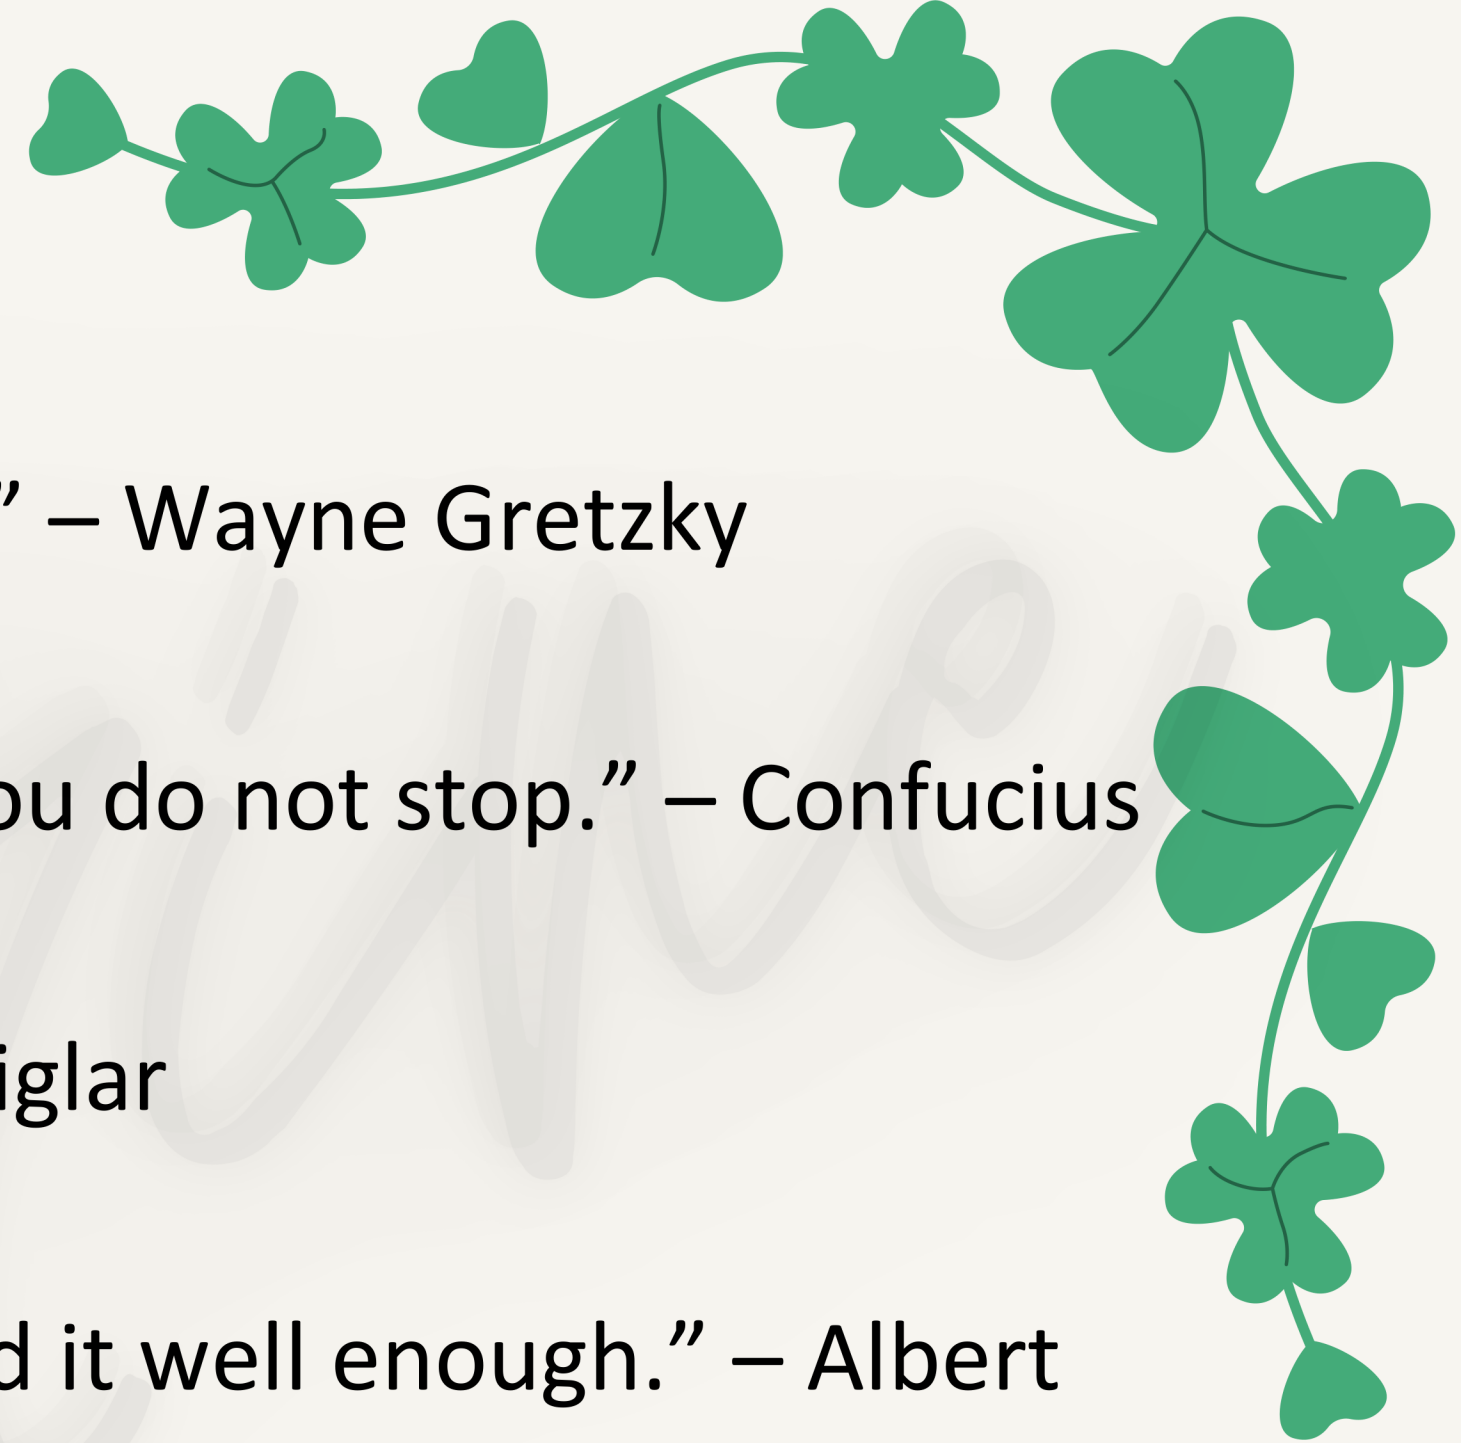 ” – Wayne Gretzky
ou do not stop.” – Confucius
iglar
d it well enough.” – Albert